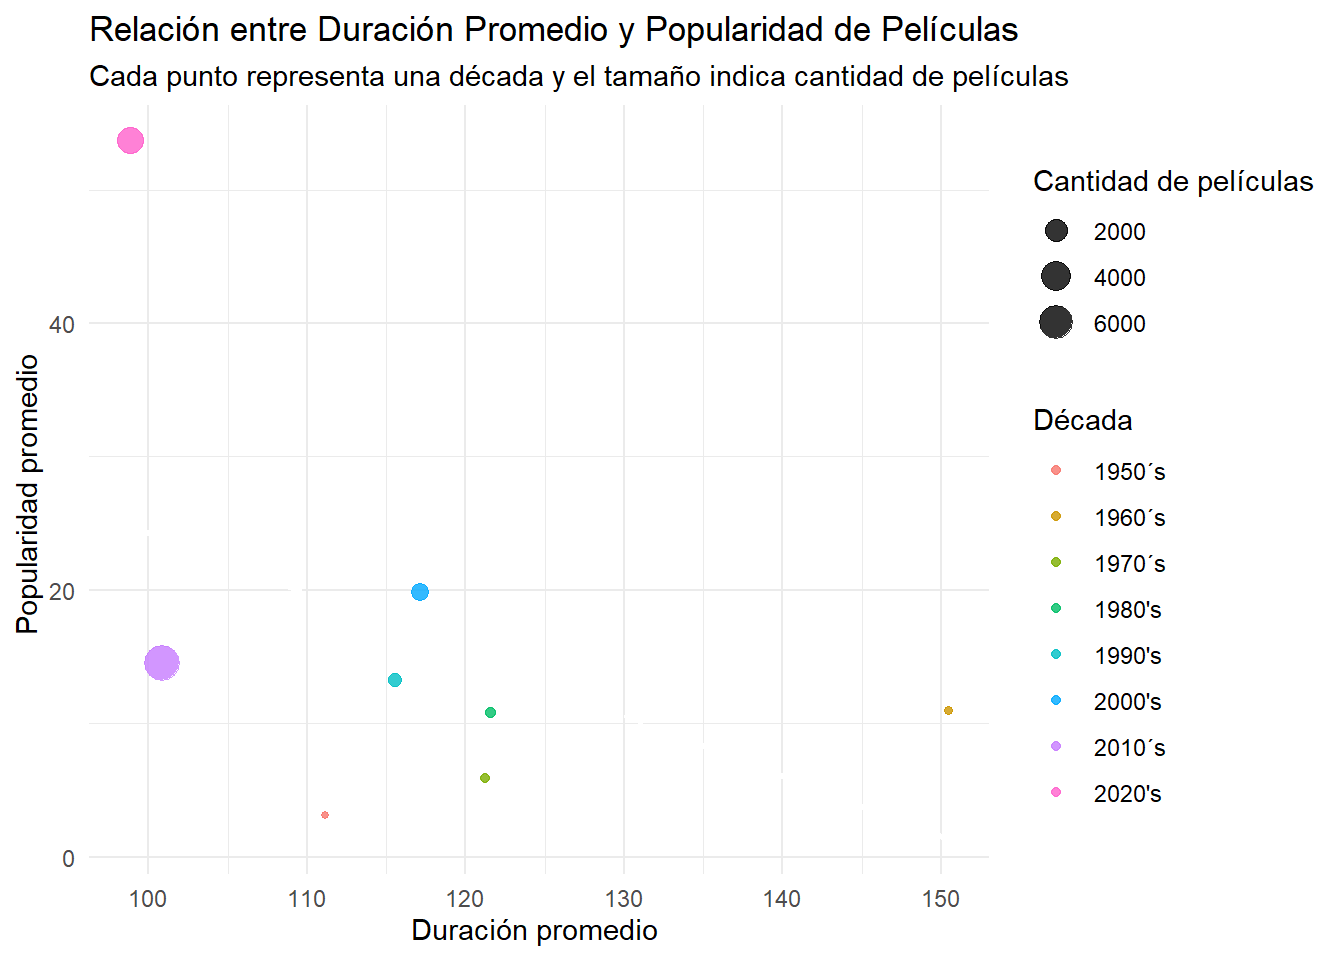 Relación entre Duración Promedio y Popularidad de Películas
Cada punto representa una década y el tamaño indica cantidad de películas
Popularidad promedio
40
20
0
100
110
120
130
140
150
Duración promedio
Cantidad de películas
2000
4000
6000
Década
1950´s
1960´s
1970´s
1980's
1990's
2000's
2010´s
2020's